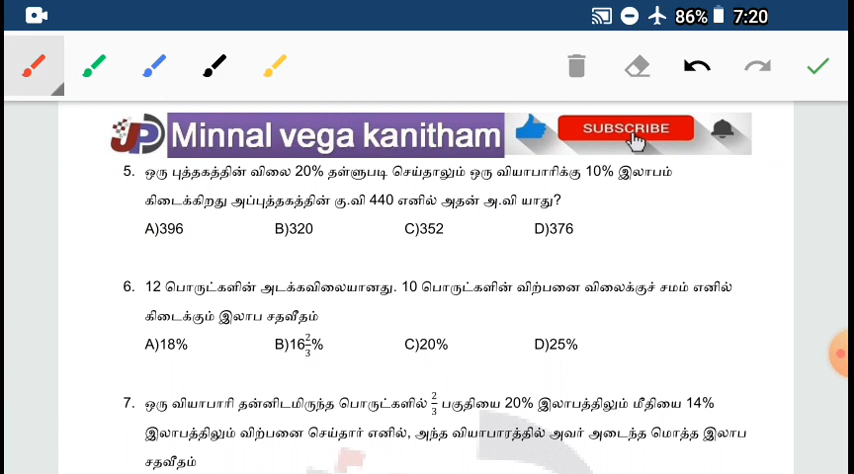 86% 7:20
JP Minnal vega kanitham SUBSCRIBE
5. ஒரு புத்தகத்தின் விலை 20% தள்ளுபடி செய்தாலும் ஒரு வியாபாரிக்கு 10% இலாபம்
கிடைக்கிறது அப்புத்தகத்தின் கு.வி 440 எனில் அதன் அ.வி யாது?
A)396 B)320 C)352 D)376
6. 12 பொருட்களின் அடக்கவிலையானது. 10 பொருட்களின் விற்பனை விலைக்குச் சமம் எனில்
கிடைக்கும் இலாப சதவீதம்
A)18% B)16 2/3% C)20% D)25%
7. ஒரு வியாபாரி தன்னிடமிருந்த பொருட்களில் 2/3 பகுதியை 20% இலாபத்திலும் மீதியை 14%
இலாபத்திலும் விற்பனை செய்தார் எனில், அந்த வியாபாரத்தில் அவர் அடைந்த மொத்த இலாப
சதவீதம்